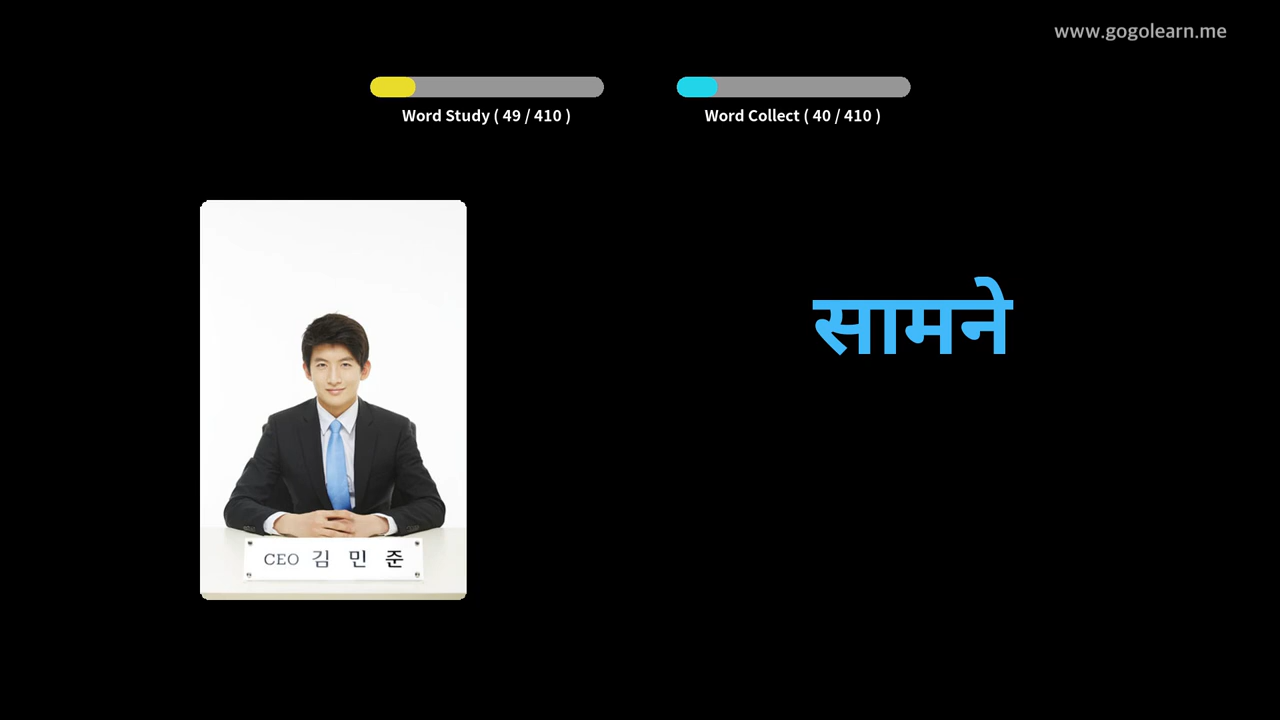 www.gogolearn.me
Word Study ( 49 / 410 )
Word Collect ( 40 / 410 )
सामने
CEO 김 민 준